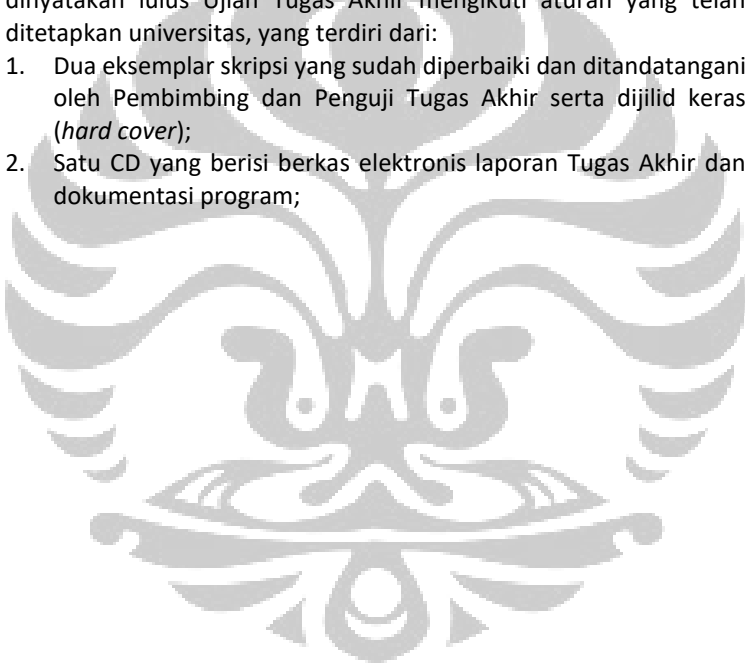 dinyatakan lulus Ujian Tugas Akhir mengikuti aturan yang telah
ditetapkan universitas, yang terdiri dari:
1. Dua eksemplar skripsi yang sudah diperbaiki dan ditandatangani
oleh Pembimbing dan Penguji Tugas Akhir serta dijilid keras
(hard cover);
2. Satu CD yang berisi berkas elektronis laporan Tugas Akhir dan
dokumentasi program;